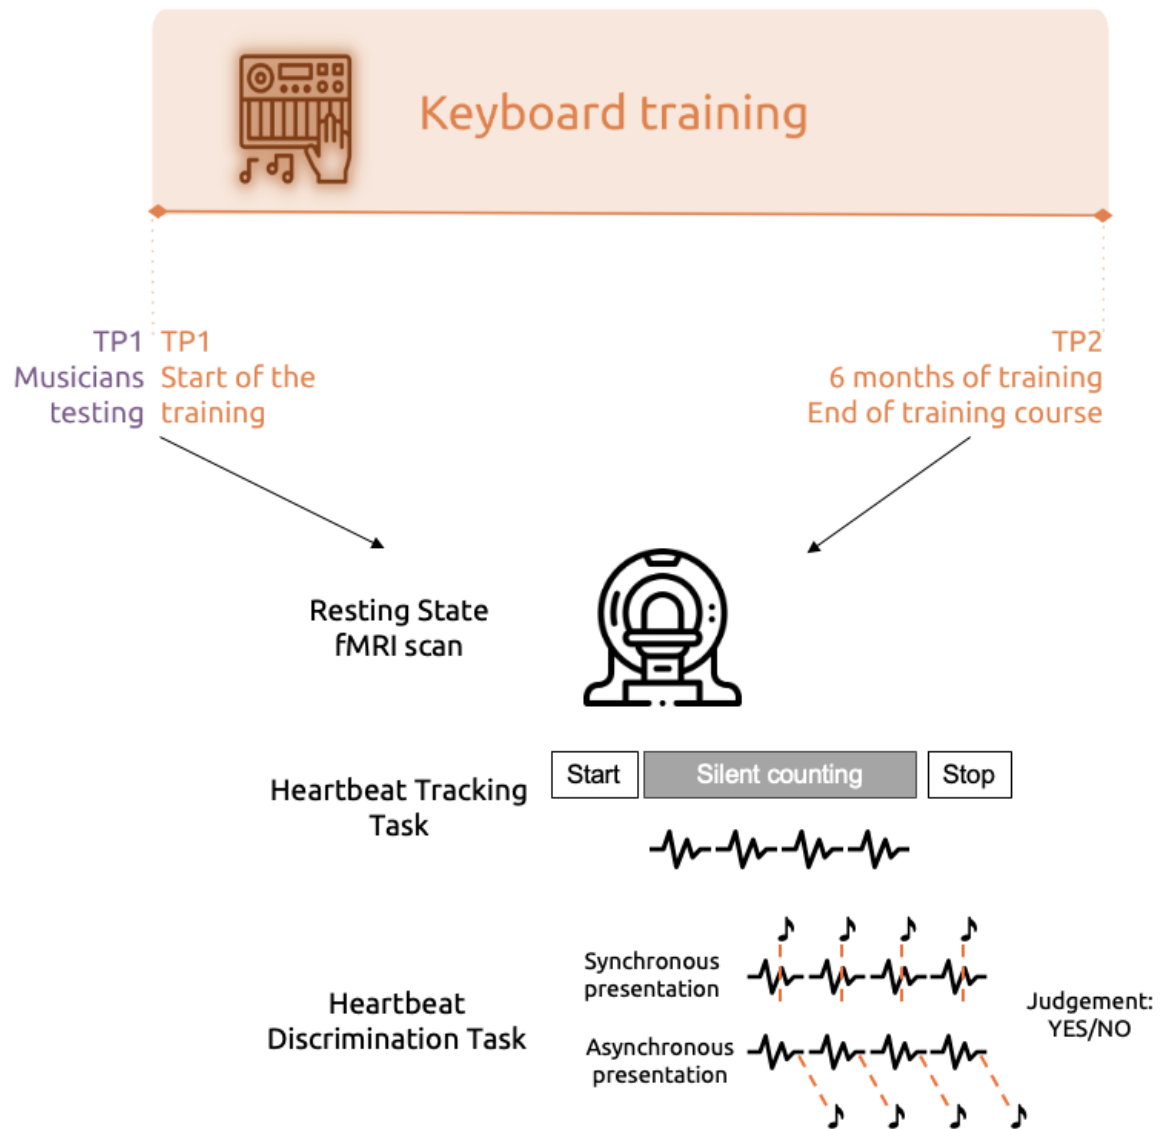 Keyboard training
TP1
Musicians
testing
TP1
Start of the
training
TP2
6 months of training
End of training course
Resting State
fMRI scan
Heartbeat Tracking
Task
Start
Silent counting
Stop
Heartbeat
Discrimination Task
Synchronous
presentation
Asynchronous
presentation
Judgement:
YES/NO